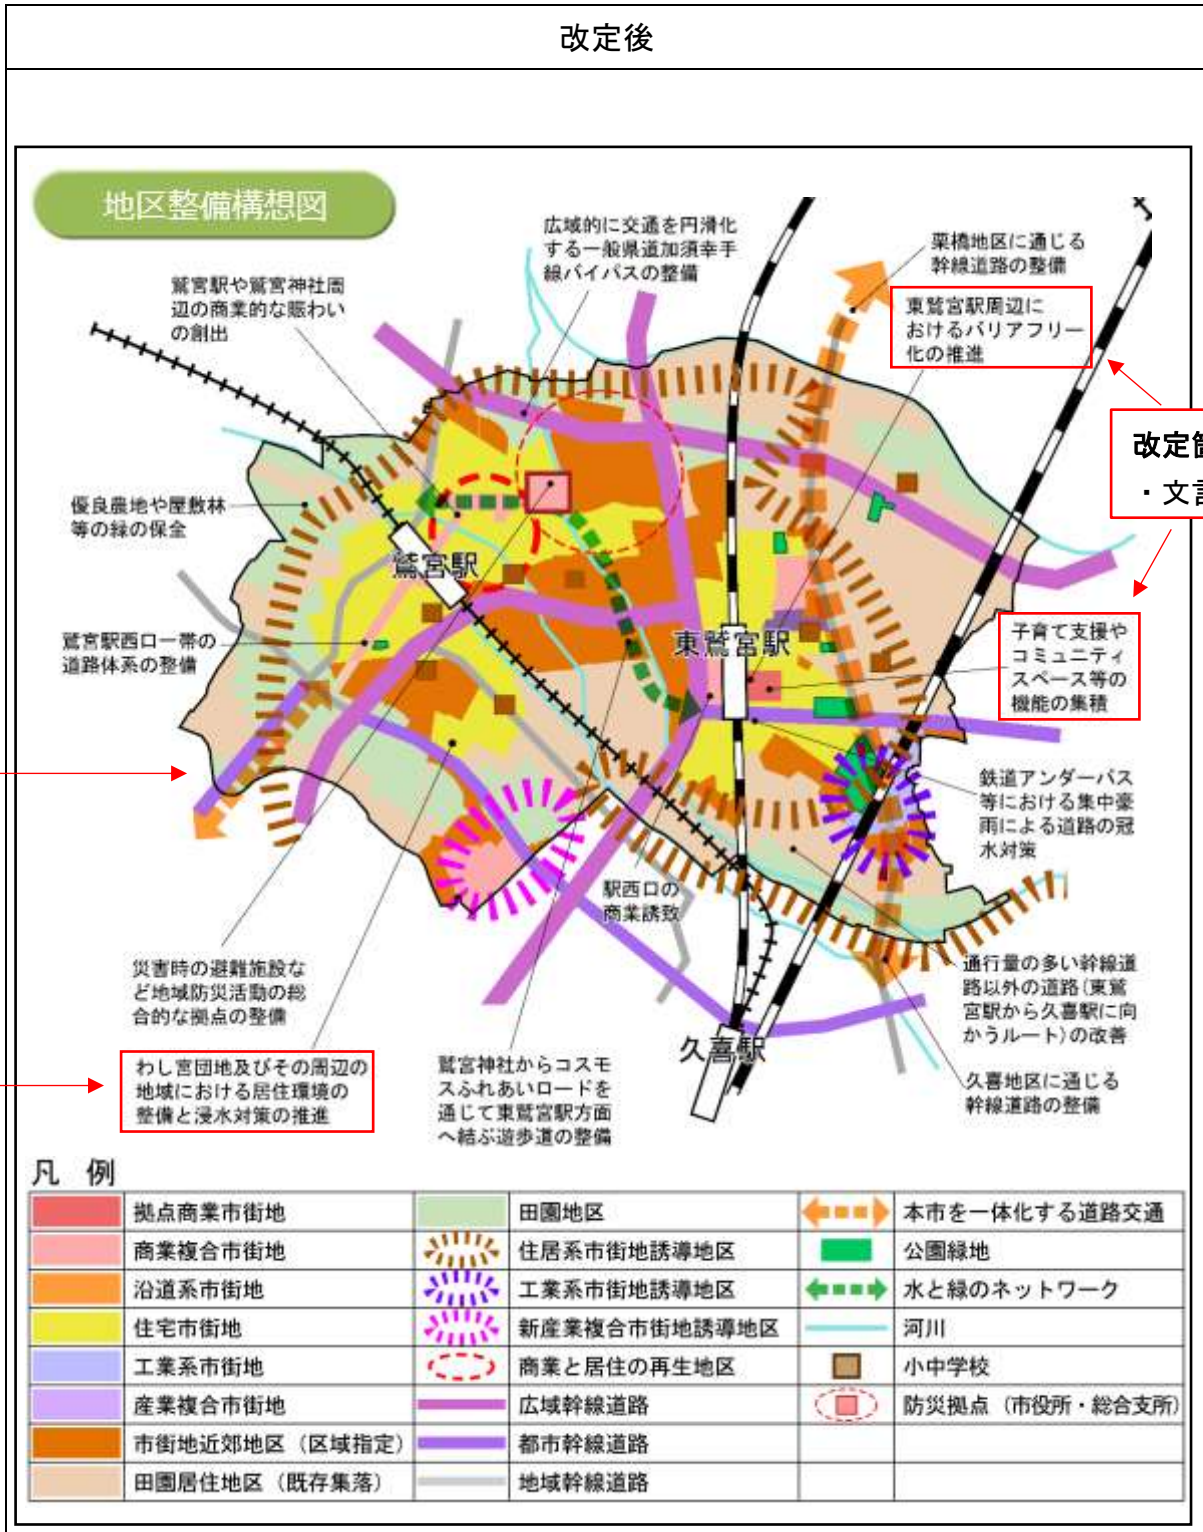 改定後
地区整備構想図
広域的に交通を円滑化
する一般県道加須幸手
線バイパスの整備
栗橋地区に通じる
幹線道路の整備
鷲宮駅や鷲宮神社周
辺の商業的な賑わい
の創出
東鷲宮駅周辺に
おけるバリアフリー
化の推進
改定箇
・文言
優良農地や屋敷林
等の緑の保全
鷲宮駅
鷲宮駅西口一帯の
道路体系の整備
東鷲宮駅
子育て支援や
コミュニティ
スペース等の
機能の集積
鉄道アンダーパス
等における集中豪
雨による道路の冠
水対策
駅西口の
商業誘致
災害時の避難施設な
ど地域防災活動の総
合的な拠点の整備
通行量の多い幹線道
路以外の道路(東鷲
宮駅から久喜駅に向
かうルート)の改善
久喜駅
わし宮団地及びその周辺の
地域における居住環境の
整備と浸水対策の推進
鷲宮神社からコスモ
スふれあいロードを
通じて東鷲宮駅方面
へ結ぶ遊歩道の整備
久喜地区に通じる
幹線道路の整備
凡 例
拠点商業市街地 田園地区 本市を一体化する道路交通
商業複合市街地 住居系市街地誘導地区 公園緑地
沿道系市街地 工業系市街地誘導地区 水と緑のネットワーク
住宅市街地 新産業複合市街地誘導地区 河川
工業系市街地 商業と居住の再生地区 小中学校
産業複合市街地 広域幹線道路 防災拠点(市役所・総合支所)
市街地近郊地区(区域指定) 都市幹線道路
田園居住地区(既存集落) 地域幹線道路